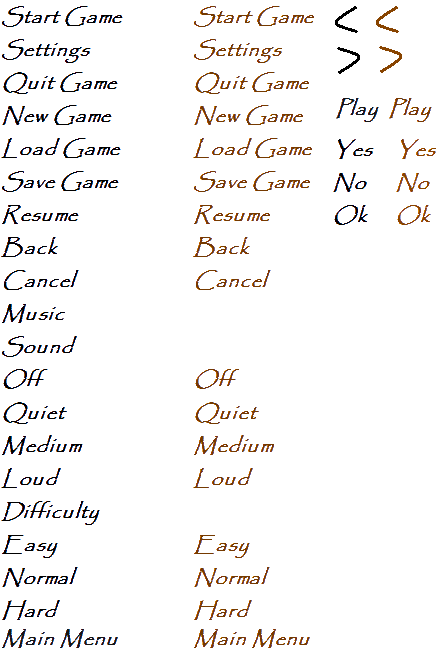 Start Game Start Game < <
Settings Settings > >
Quit Game Quit Game
New Game New Game Play Play
Load Game Load Game Yes Yes
Save Game Save Game No No
Resume Resume Ok Ok
Back Back
Cancel Cancel
Music
Sound
Off Off
Quiet Quiet
Medium Medium
Loud Loud
Difficulty
Easy Easy
Normal Normal
Hard Hard
Main Menu Main Menu